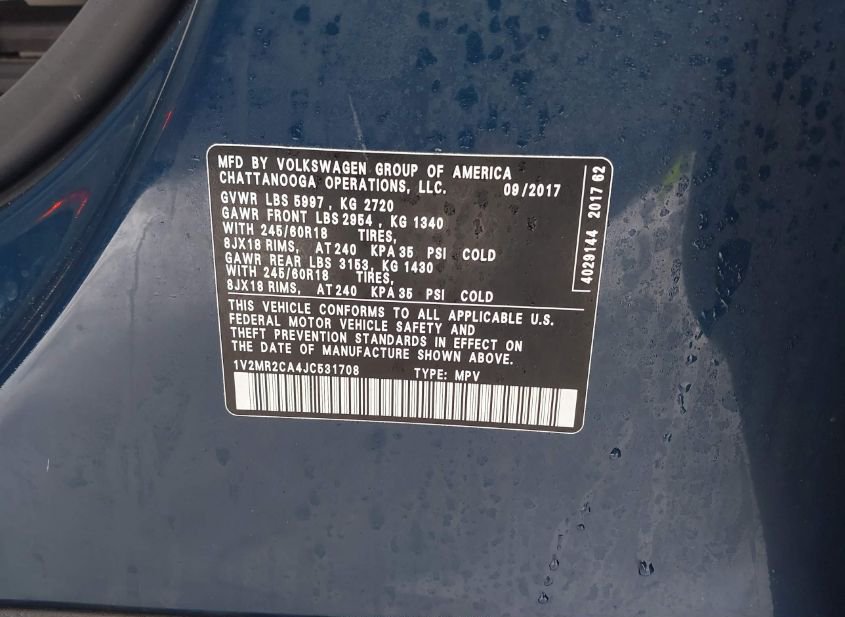 MFD BY VOLKSWAGEN GROUP OF AMERICA
CHATTANOOGA OPERATIONS, LLC. 09/2017
GVWR LBS 5997, KG 2720
GAWR FRONT LBS 2954, KG 1340
WITH 245/60R18 TIRES,
8JX18 RIMS, AT 240 KPA 35 PSI COLD
GAWR REAR LBS 3153, KG 1430
WITH 245/60R18 TIRES,
8JX18 RIMS, AT 240 KPA 35 PSI COLD
THIS VEHICLE CONFORMS TO ALL APPLICABLE U.S.
FEDERAL MOTOR VEHICLE SAFETY AND
THEFT PREVENTION STANDARDS IN EFFECT ON
THE DATE OF MANUFACTURE SHOWN ABOVE.
1V2MR2CA4JC531708 TYPE: MPV
4029144 2017 62